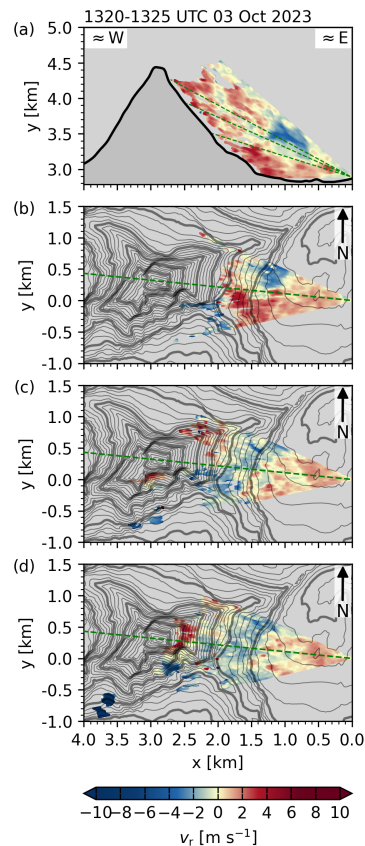 1320-1325 UTC 03 Oct 2023
(a)
≈ W
≈ E
5.0
4.5
4.0
3.5
3.0
y [km]
(b)
1.5
1.0
0.5
0.0
-0.5
-1.0
y [km]
N
(c)
1.5
1.0
0.5
0.0
-0.5
-1.0
y [km]
N
(d)
1.5
1.0
0.5
0.0
-0.5
-1.0
y [km]
N
4.0 3.5 3.0 2.5 2.0 1.5 1.0 0.5 0.0
x [km]
−10 −8 −6 −4 −2 0 2 4 6 8 10
v_r [m s⁻¹]